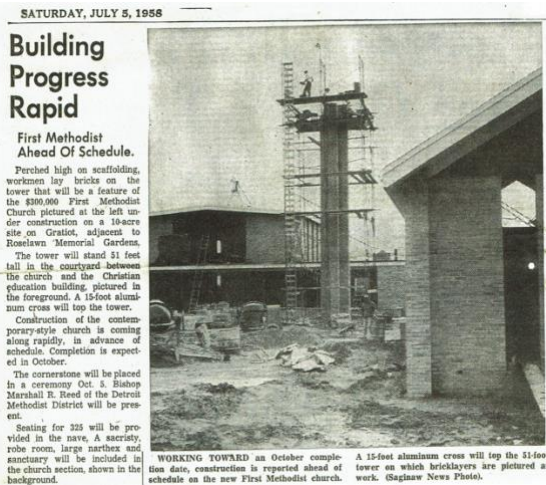 SATURDAY, JULY 5, 1958
Building
Progress
Rapid
First Methodist
Ahead Of Schedule.
Perched high on scaffolding,
workmen lay bricks on the
tower that will be a feature of
the $300,000 First Methodist
Church pictured at the left un-
der construction on a 10-acre
site on Gratiot, adjacent to
Roselawn Memorial Gardens.
The tower will stand 51 feet
tall in the courtyard between
the church and the Christian
education building, pictured in
the foreground. A 15-foot alumi-
num cross will top the tower.
Construction of the contem-
porary-style church is coming
along rapidly, in advance of
schedule. Completion is expect-
ed in October.
The cornerstone will be placed
in a ceremony Oct. 5. Bishop
Marshall R. Reed of the Detroit
Methodist District will be pres-
ent.
Seating for 325 will be pro-
vided in the nave, A sacristy,
robe room, large narthex and
sanctuary will be included in
the church section, shown in the
background.
WORKING TOWARD an October comple-
tion date, construction is reported ahead of
schedule on the new First Methodist church.
A 15-foot aluminum cross will top the 51-foo
tower on which bricklayers are pictured a
work. (Saginaw News Photo).